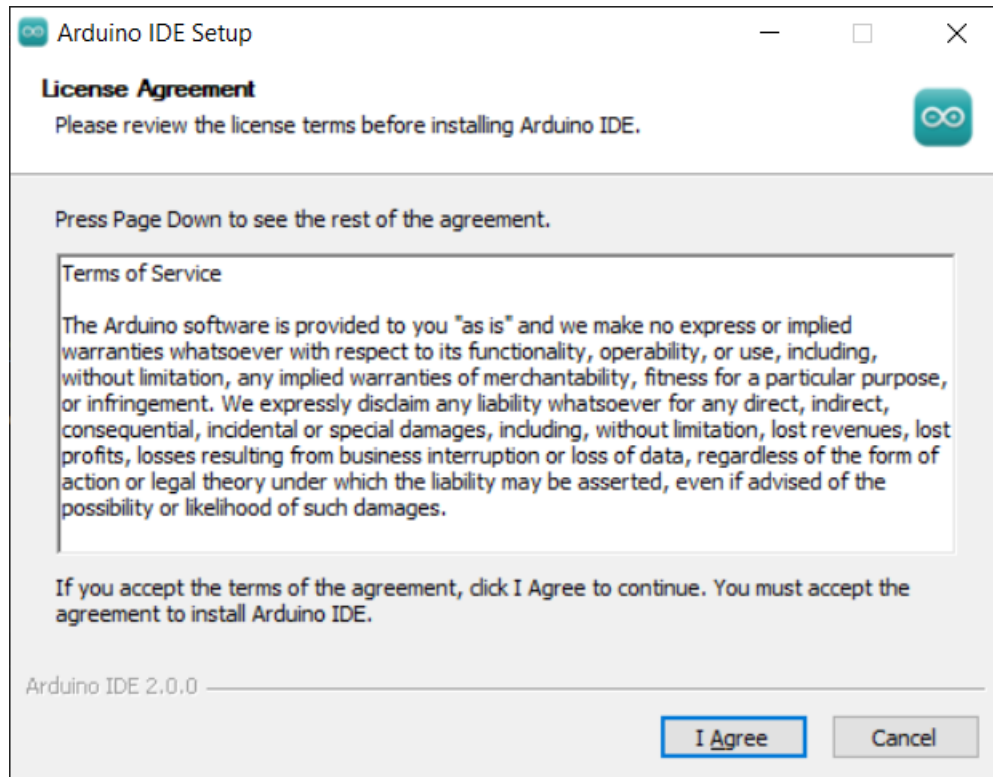 Arduino IDE Setup
License Agreement
Please review the license terms before installing Arduino IDE.
Press Page Down to see the rest of the agreement.
Terms of Service
The Arduino software is provided to you "as is" and we make no express or implied
warranties whatsoever with respect to its functionality, operability, or use, including,
without limitation, any implied warranties of merchantability, fitness for a particular purpose,
or infringement. We expressly disclaim any liability whatsoever for any direct, indirect,
consequential, incidental or special damages, including, without limitation, lost revenues, lost
profits, losses resulting from business interruption or loss of data, regardless of the form of
action or legal theory under which the liability may be asserted, even if advised of the
possibility or likelihood of such damages.
If you accept the terms of the agreement, click I Agree to continue. You must accept the
agreement to install Arduino IDE.
Arduino IDE 2.0.0
I Agree
Cancel